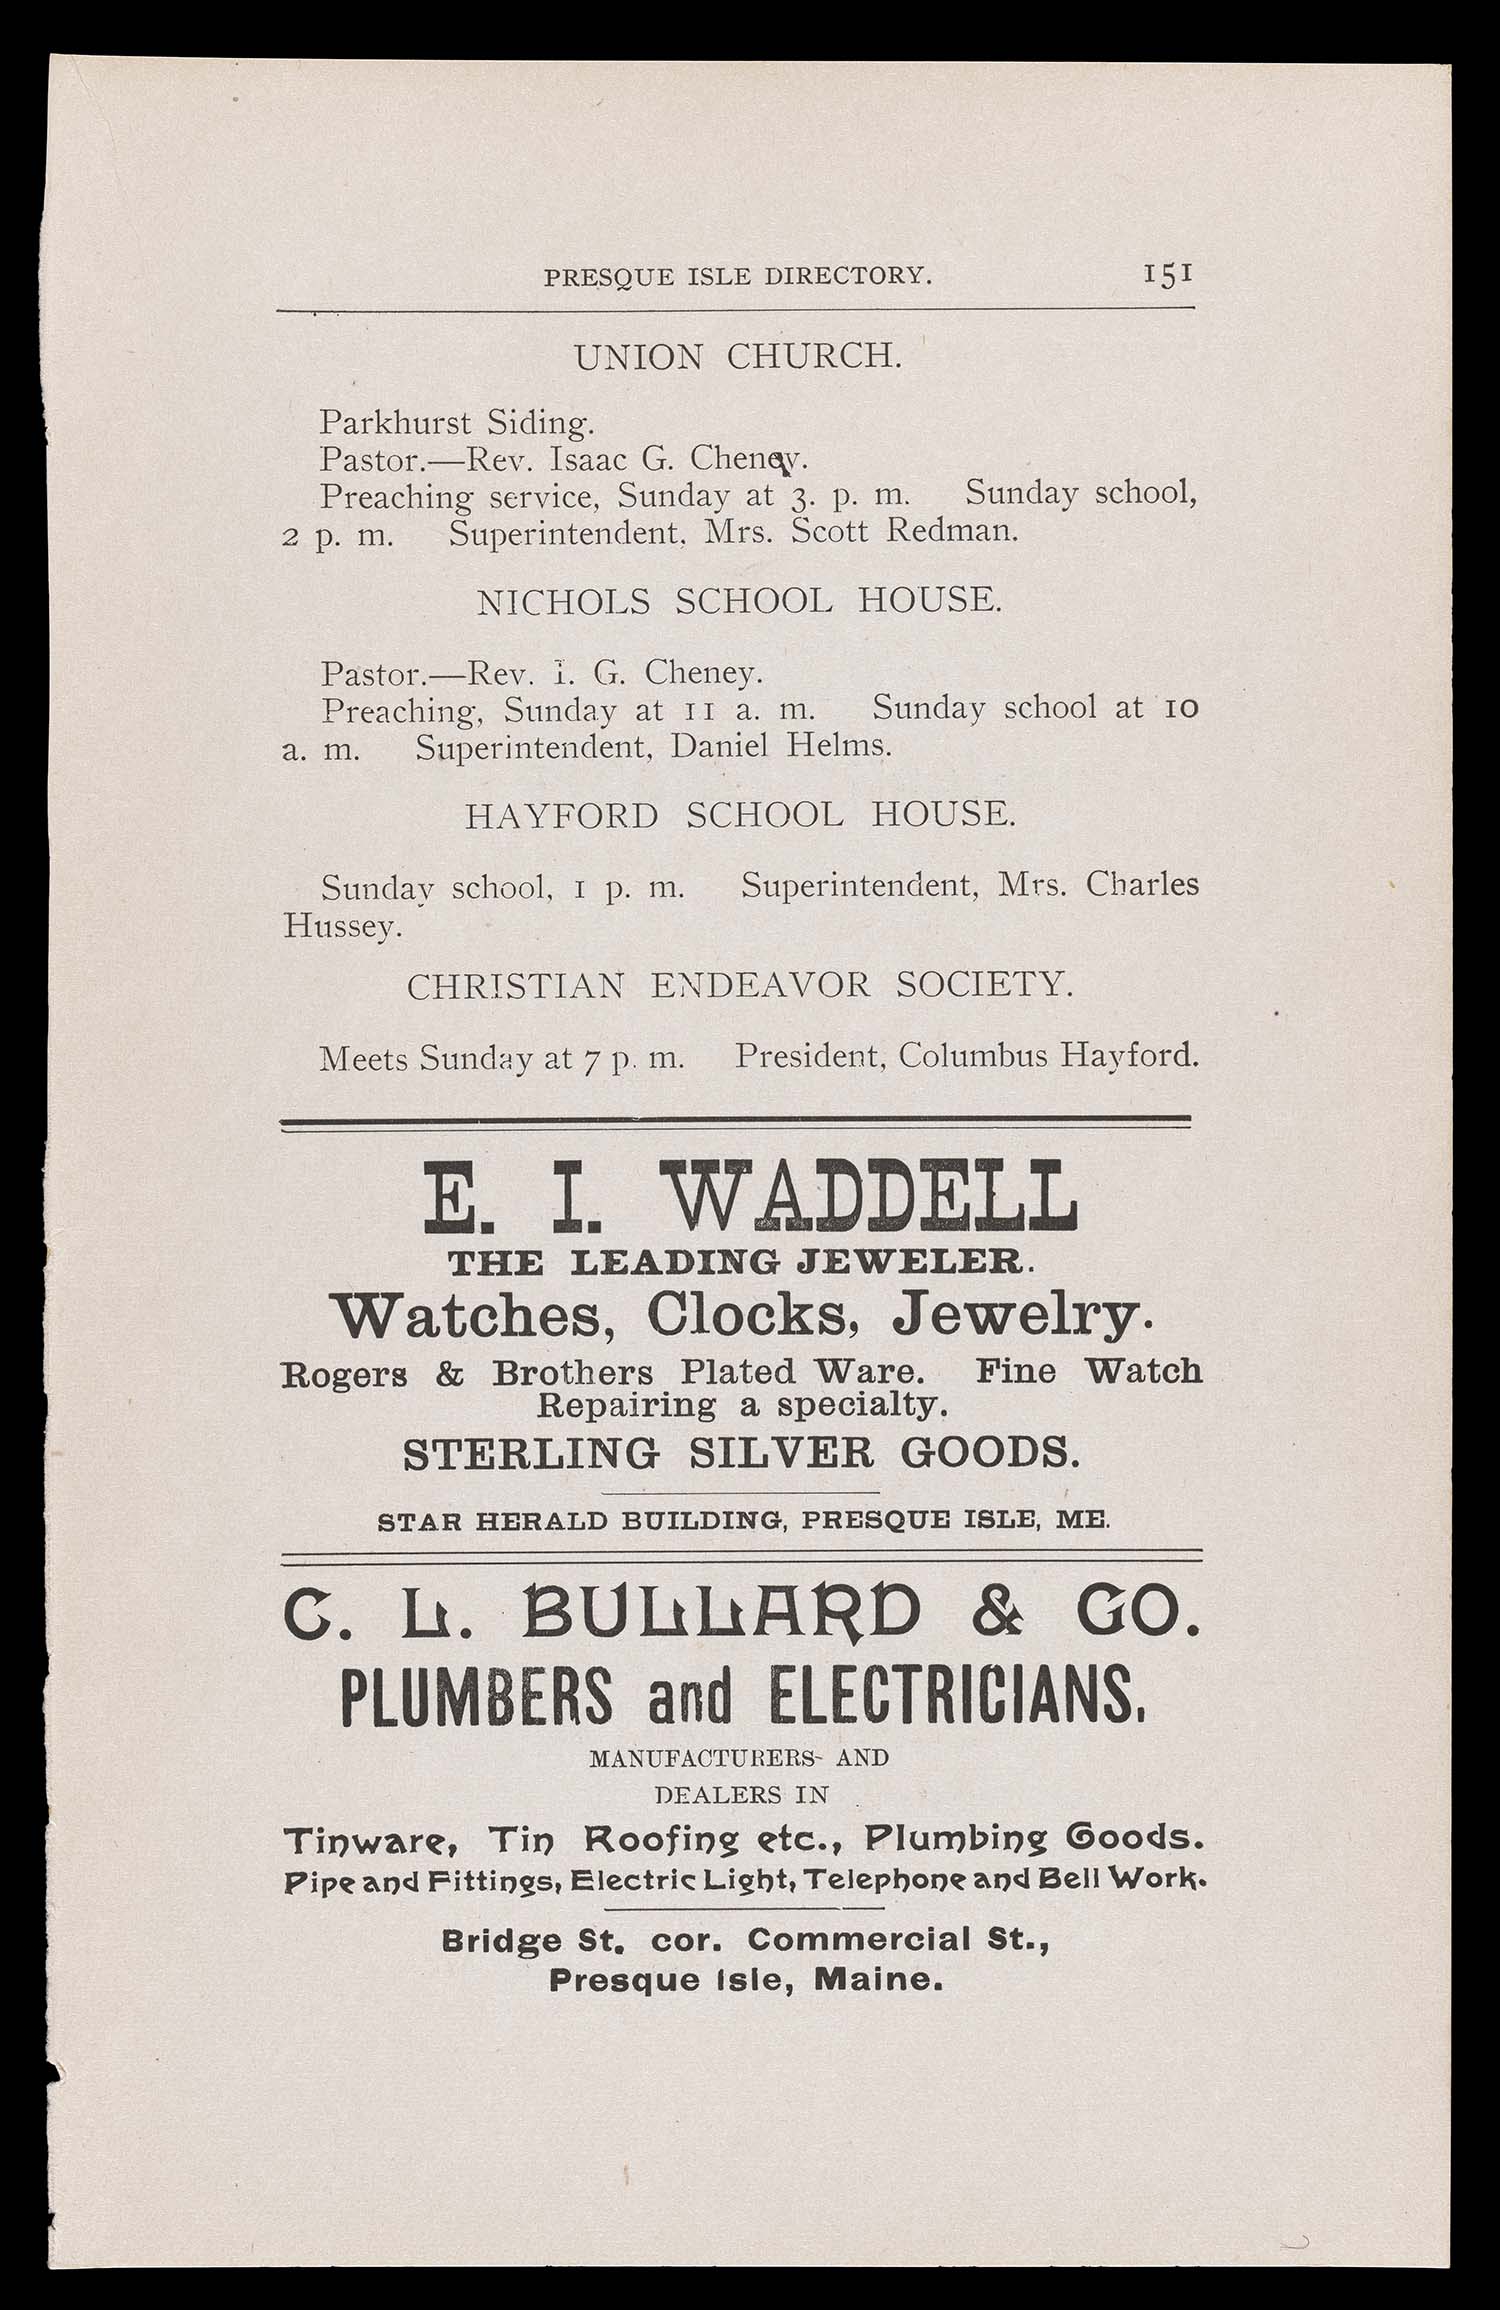 PRESQUE ISLE DIRECTORY. 151
UNION CHURCH.
Parkhurst Siding.
Pastor.—Rev. Isaac G. Cheney.
Preaching service, Sunday at 3. p. m. Sunday school,
2 p. m. Superintendent, Mrs. Scott Redman.
NICHOLS SCHOOL HOUSE.
Pastor.—Rev. I. G. Cheney.
Preaching, Sunday at 11 a. m. Sunday school at 10
a. m. Superintendent, Daniel Helms.
HAYFORD SCHOOL HOUSE.
Sunday school, 1 p. m. Superintendent, Mrs. Charles
Hussey.
CHRISTIAN ENDEAVOR SOCIETY.
Meets Sunday at 7 p. m. President, Columbus Hayford.
E. I. WADDELL
THE LEADING JEWELER.
Watches, Clocks, Jewelry.
Rogers & Brothers Plated Ware. Fine Watch
Repairing a specialty.
STERLING SILVER GOODS.
STAR HERALD BUILDING, PRESQUE ISLE, ME.
C. L. BULLARD & CO.
PLUMBERS and ELECTRICIANS,
MANUFACTURERS- AND
DEALERS IN
Tinware, Tin Roofing etc., Plumbing Goods.
Pipe and Fittings, Electric Light, Telephone and Bell Work.
Bridge St. cor. Commercial St.,
Presque Isle, Maine.